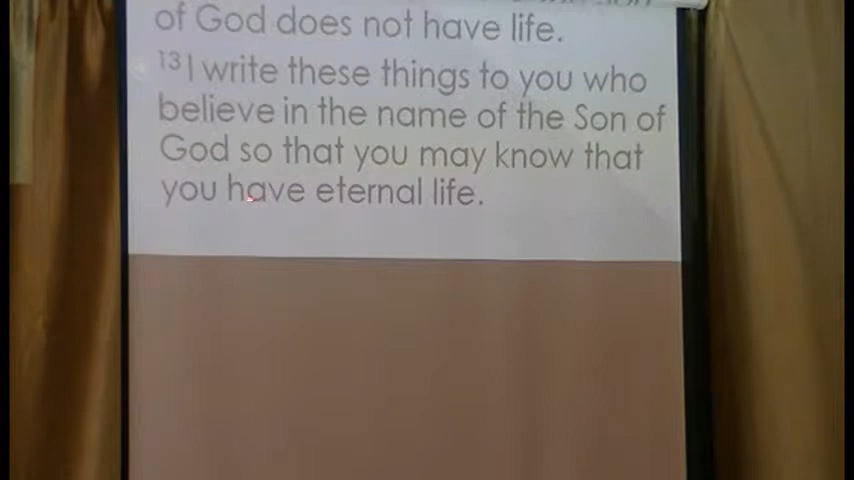 of God does not have life.
13I write these things to you who
believe in the name of the Son of
God so that you may know that
you have eternal life.